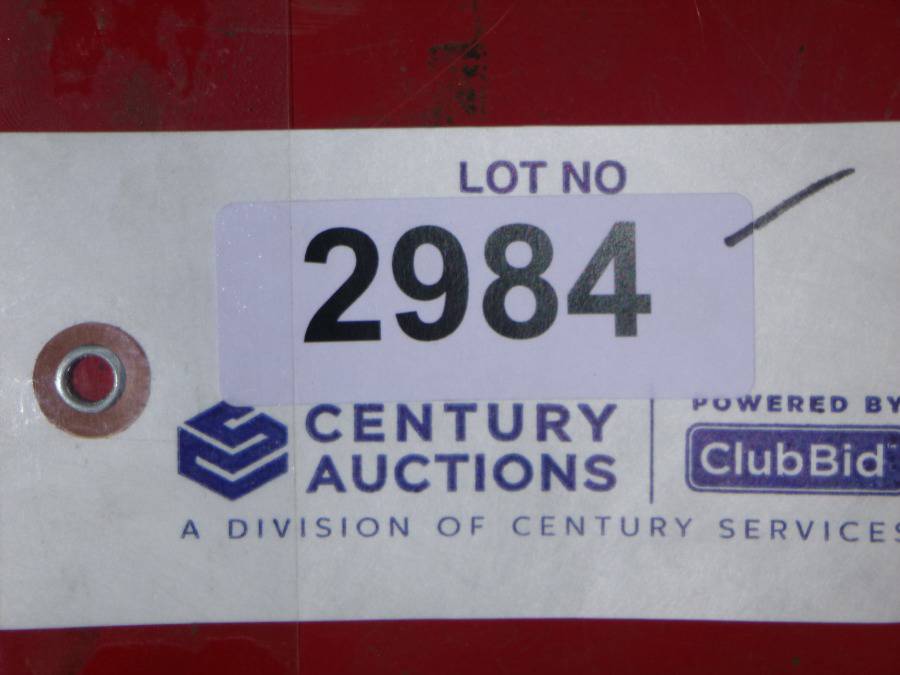 LOT NO
2984
CENTURY
AUCTIONS
POWERED BY
ClubBid
A DIVISION OF CENTURY SERVICES